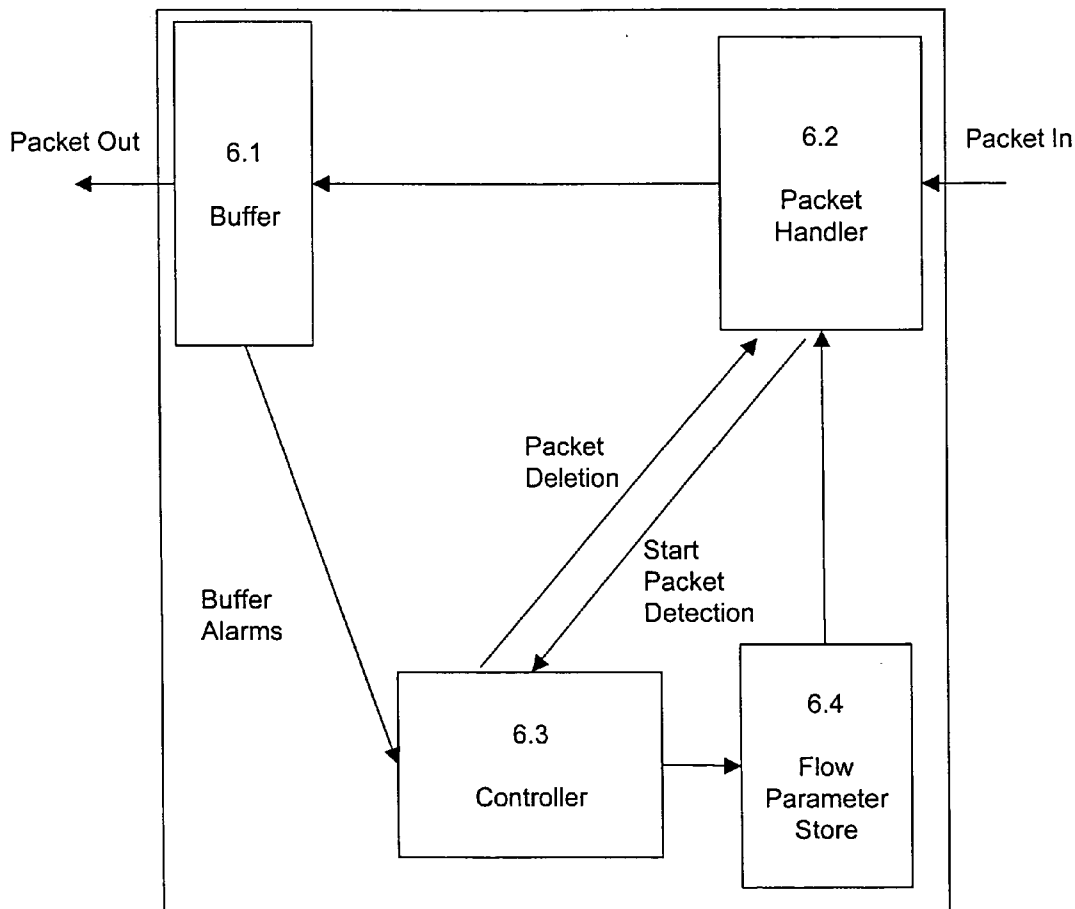 Packet Out
6.1
Buffer
6.2
Packet
Handler
Packet In
Packet
Deletion
Start
Packet
Detection
Buffer
Alarms
6.3
Controller
6.4
Flow
Parameter
Store